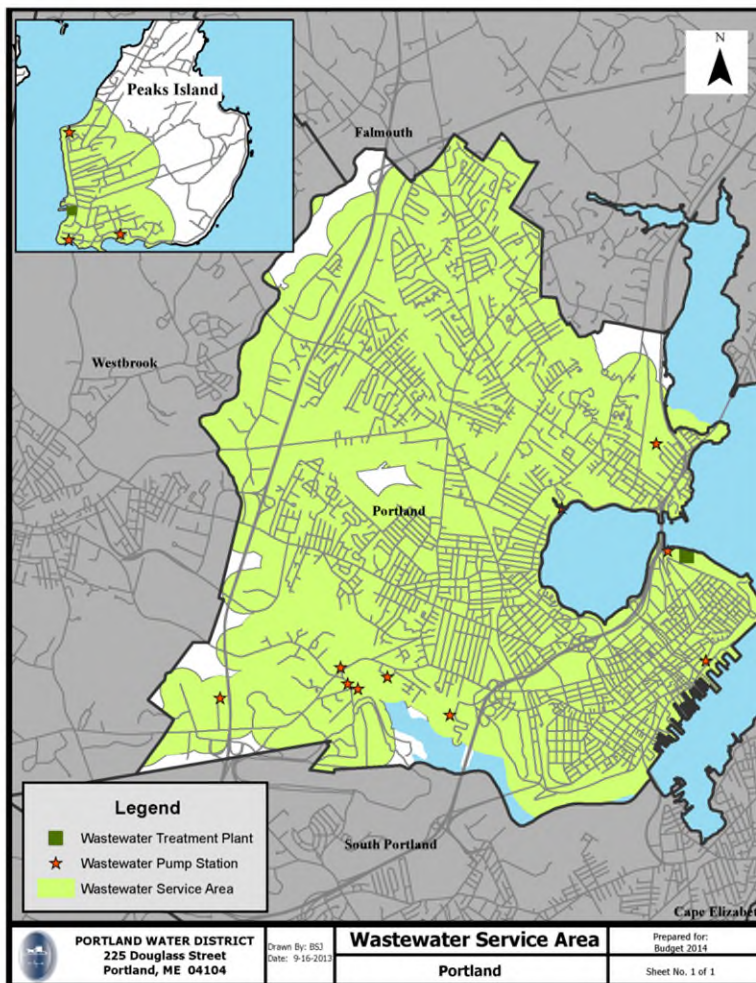 Peaks Island
N
Falmouth
Westbrook
Portland
South Portland
Cape Elizabet
Legend
Wastewater Treatment Plant
Wastewater Pump Station
Wastewater Service Area
PORTLAND WATER DISTRICT
225 Douglass Street
Portland, ME 04104
Drawn By: BSJ
Date: 9-16-2013
Wastewater Service Area
Portland
Prepared for:
Budget 2014
Sheet No. 1 of 1